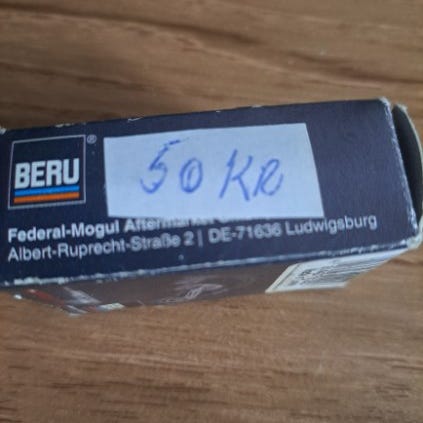 BERU®
50 KR
Federal-Mogul Aftermarket
Albert-Ruprecht-Straße 2 | DE-71636 Ludwigsburg